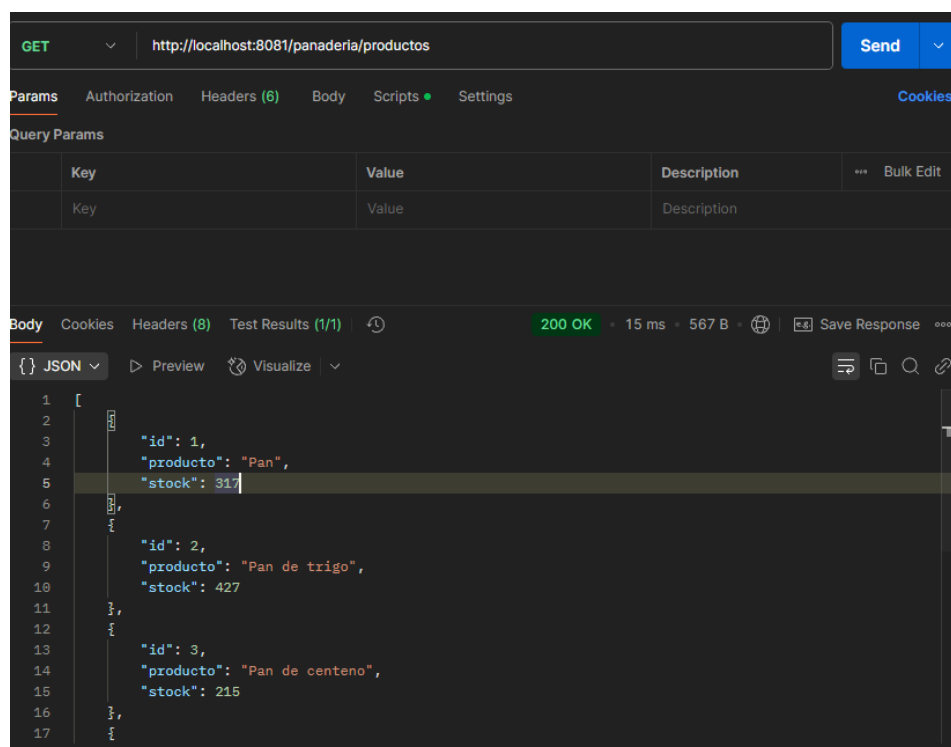 GET http://localhost:8081/panaderia/productos Send
Params Authorization Headers (6) Body Scripts Settings Cookies
Query Params
Key Value Description Bulk Edit
Key Value Description
Body Cookies Headers (8) Test Results (1/1) 200 OK 15 ms 567 B e.g. Save Response
{} JSON Preview Visualize
1 [
2 {
3 "id": 1,
4 "producto": "Pan",
5 "stock": 317
6 },
7 {
8 "id": 2,
9 "producto": "Pan de trigo",
10 "stock": 427
11 },
12 {
13 "id": 3,
14 "producto": "Pan de centeno",
15 "stock": 215
16 },
17 {